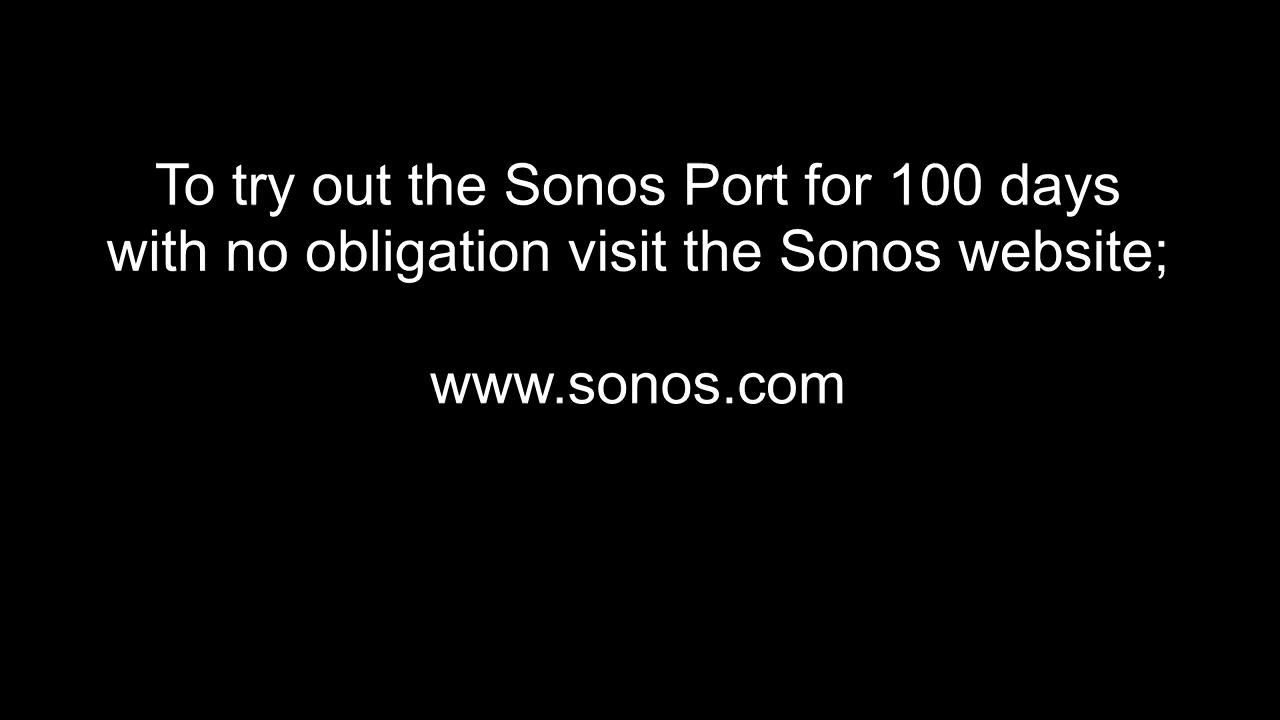 To try out the Sonos Port for 100 days
with no obligation visit the Sonos website;
www.sonos.com